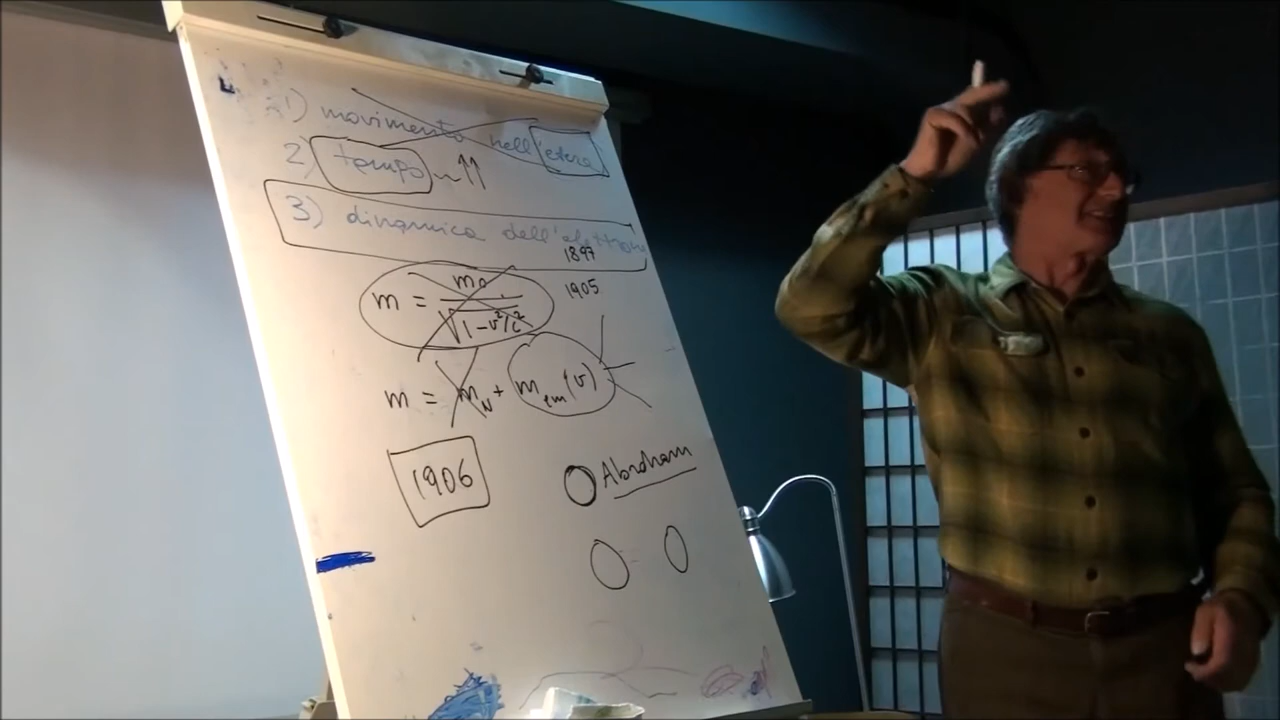 1) movimento nell'etere
2) tempo ~ ↑↑
3) dinamica dell'elettrone
1897
m = m₀ / √(1-v²/c²)
1905
m = m_N + m_em(v)
1906
Abraham